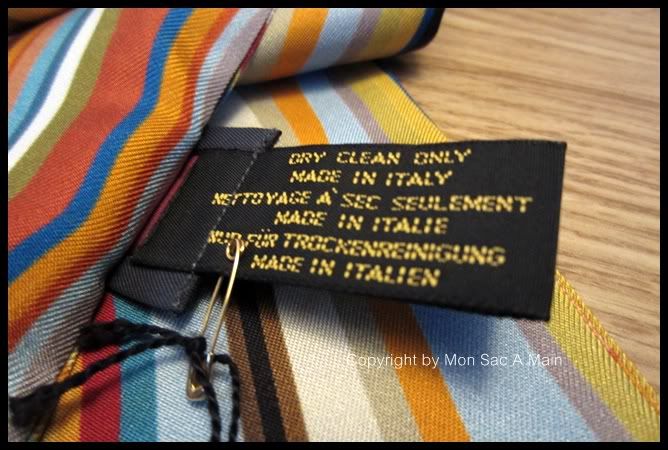 DRY CLEAN ONLY
MADE IN ITALY
NETTOYAGE A' SEC SEULEMENT
MADE IN ITALIE
NUR FÜR TROCKENREINIGUNG
MADE IN ITALIEN
Copyright by Mon Sac A Main